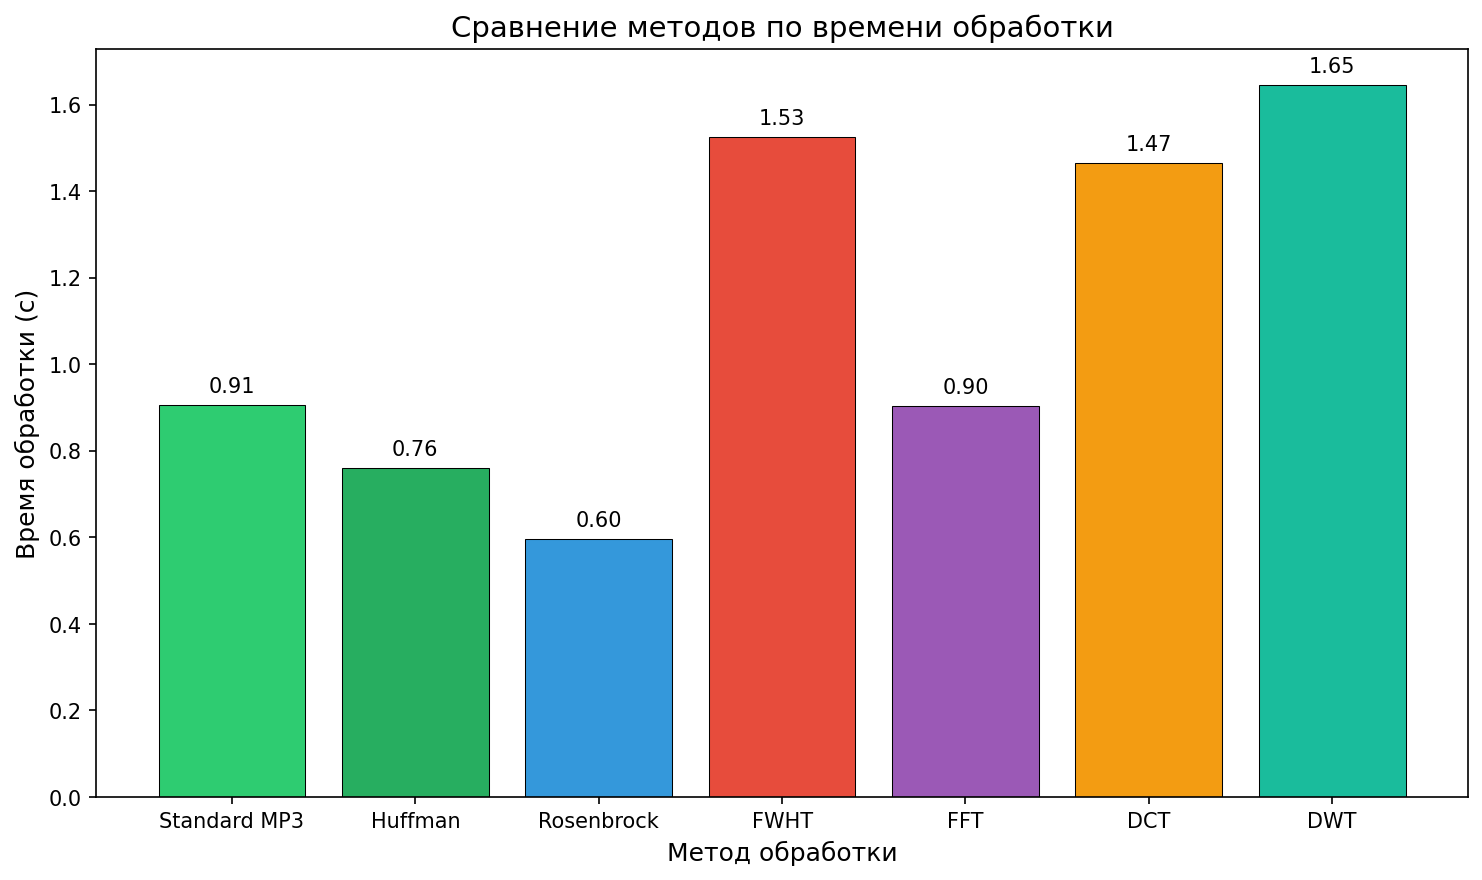 Сравнение методов по времени обработки
Время обработки (с)
1.6
1.4
1.2
1.0
0.8
0.6
0.4
0.2
0.0
0.91
0.76
0.60
1.53
0.90
1.47
1.65
Standard MP3
Huffman
Rosenbrock
FWHT
FFT
DCT
DWT
Метод обработки